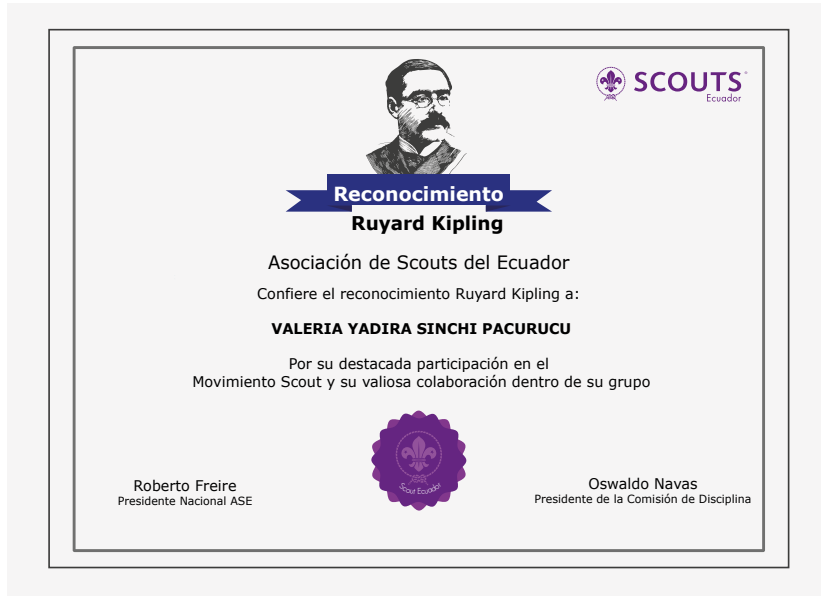 SCOUTS
Ecuador
Reconocimiento
Ruyard Kipling
Asociación de Scouts del Ecuador
Confiere el reconocimiento Ruyard Kipling a:
VALERIA YADIRA SINCHI PACURUCU
Por su destacada participación en el
Movimiento Scout y su valiosa colaboración dentro de su grupo
Scout Ecuador
Roberto Freire
Presidente Nacional ASE
Oswaldo Navas
Presidente de la Comisión de Disciplina